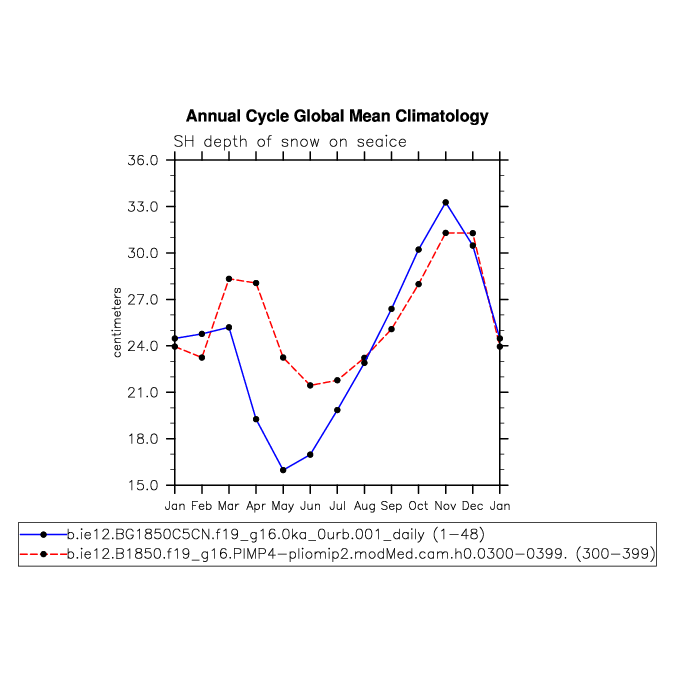 Annual Cycle Global Mean Climatology
SH depth of snow on seaice
36.0
33.0
30.0
27.0
24.0
21.0
18.0
15.0
centimeters
Jan Feb Mar Apr May Jun Jul Aug Sep Oct Nov Dec Jan
b.ie12.BG1850C5CN.f19_g16.0ka_0urb.001_daily (1-48)
b.ie12.B1850.f19_g16.PIMP4-pliomip2.modMed.cam.h0.0300-0399. (300-399)